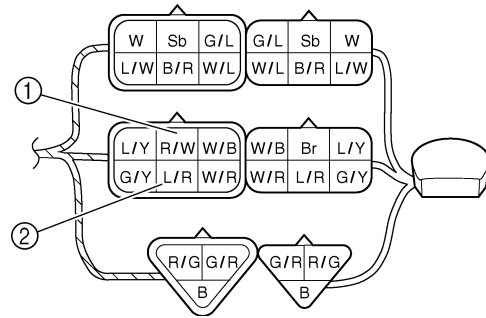 W Sb G/L G/L Sb W
L/W B/R W/L W/L B/R L/W
1
L/Y R/W W/B W/B Br L/Y
G/Y L/R W/R W/R L/R G/Y
2
R/G G/R G/R R/G
B B